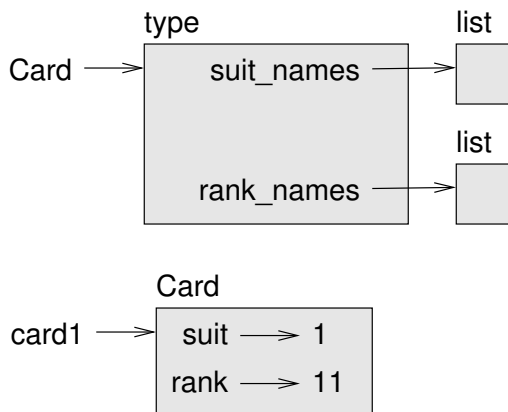 type list
Card suit_names
list
rank_names
Card
card1 suit 1
rank 11